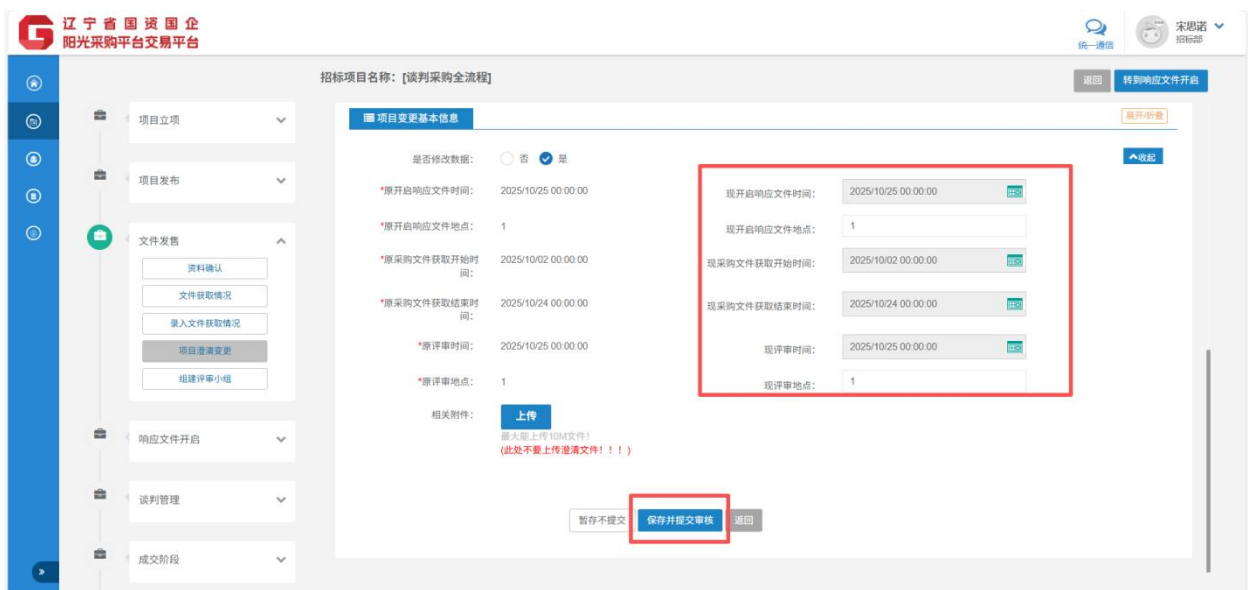 辽宁省国资国企
阳光采购平台交易平台
统一通信
宋思诺
招标部
招标项目名称：[谈判采购全流程]
返回
转到响应文件开启
项目立项
项目发布
文件发售
资料确认
文件获取情况
录入文件获取情况
项目澄清变更
组建评审小组
响应文件开启
谈判管理
成交阶段
项目变更基本信息
展开/折叠
是否修改数据： 否 是
收起
*原开启响应文件时间： 2025/10/25 00:00:00 现开启响应文件时间： 2025/10/25 00:00:00
*原开启响应文件地点： 1 现开启响应文件地点： 1
*原采购文件获取开始时
间： 2025/10/02 00:00:00 现采购文件获取开始时间： 2025/10/02 00:00:00
*原采购文件获取结束时
间： 2025/10/24 00:00:00 现采购文件获取结束时间： 2025/10/24 00:00:00
*原评审时间： 2025/10/25 00:00:00 现评审时间： 2025/10/25 00:00:00
*原评审地点： 1 现评审地点： 1
相关附件： 上传
最大能上传10M文件！
(此处不要上传澄清文件！！！)
暂存不提交 保存并提交审核 返回